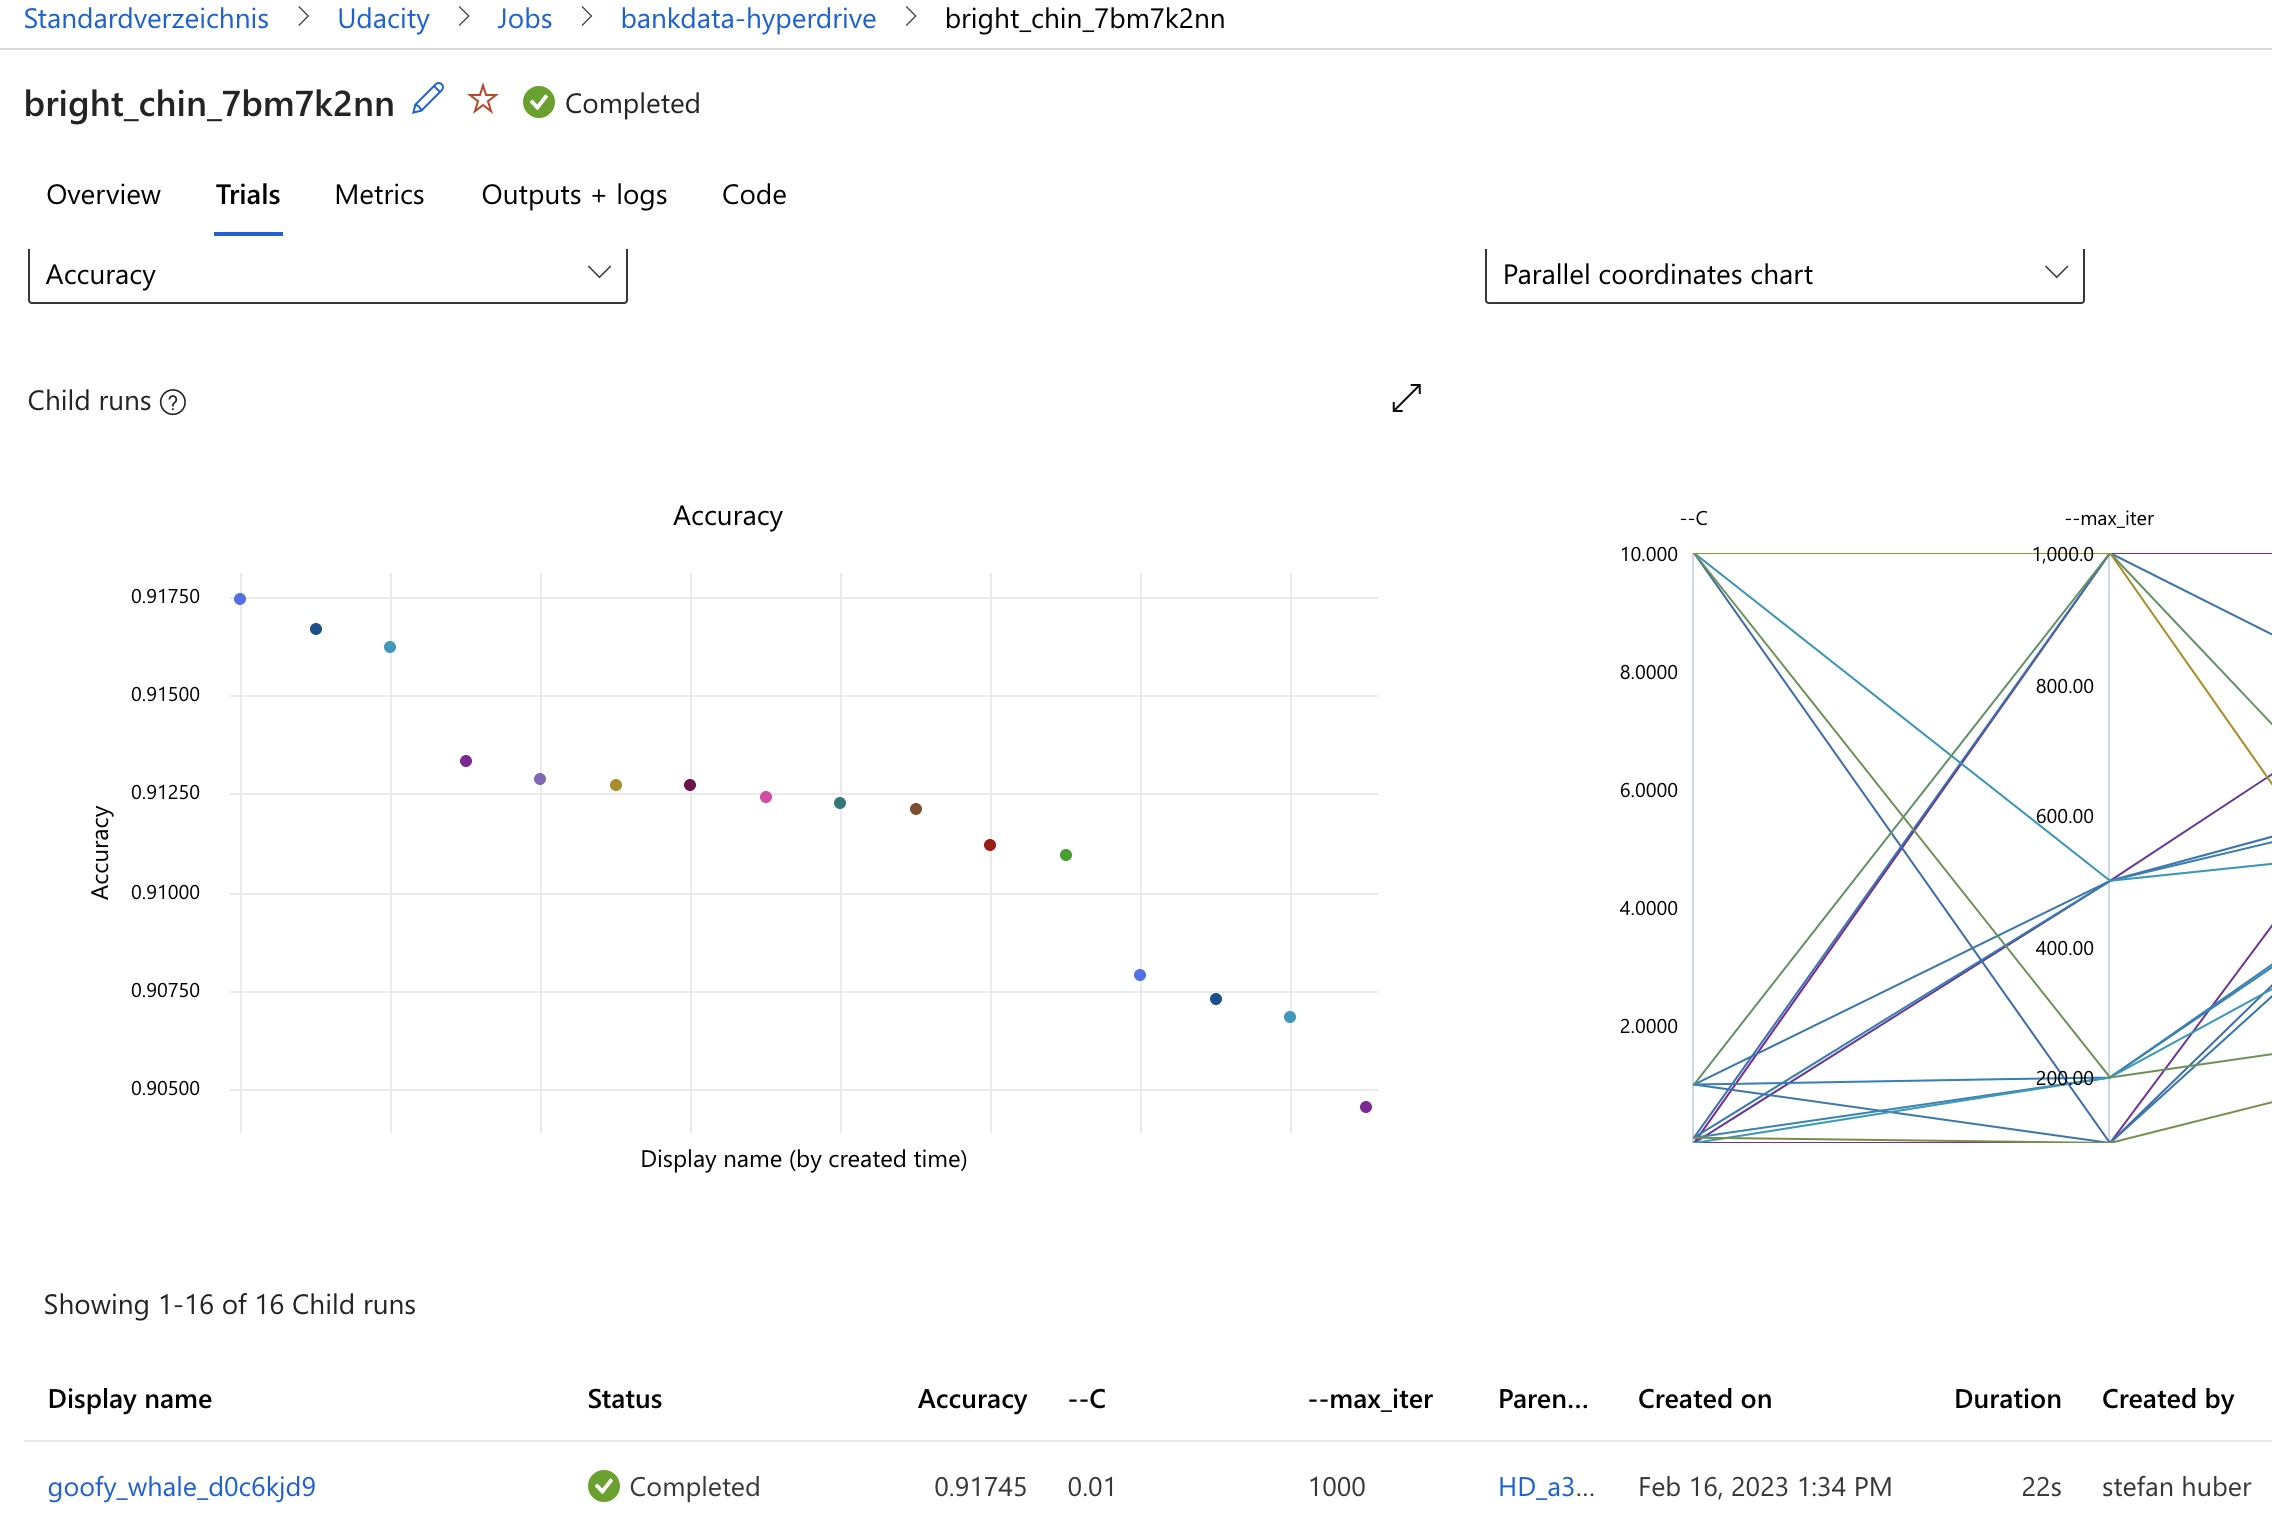 Standardverzeichnis > Udacity > Jobs > bankdata-hyperdrive > bright_chin_7bm7k2nn
bright_chin_7bm7k2nn Completed
Overview Trials Metrics Outputs + logs Code
Accuracy
Parallel coordinates chart
Child runs ?
Accuracy
0.91750
0.91500
0.91250
0.91000
0.90750
0.90500
Accuracy
Display name (by created time)
--C
10.000
8.0000
6.0000
4.0000
2.0000
--max_iter
1,000.0
800.00
600.00
400.00
200.00
Showing 1-16 of 16 Child runs
Display name Status Accuracy --C --max_iter Paren... Created on Duration Created by
goofy_whale_d0c6kjd9 Completed 0.91745 0.01 1000 HD_a3... Feb 16, 2023 1:34 PM 22s stefan huber